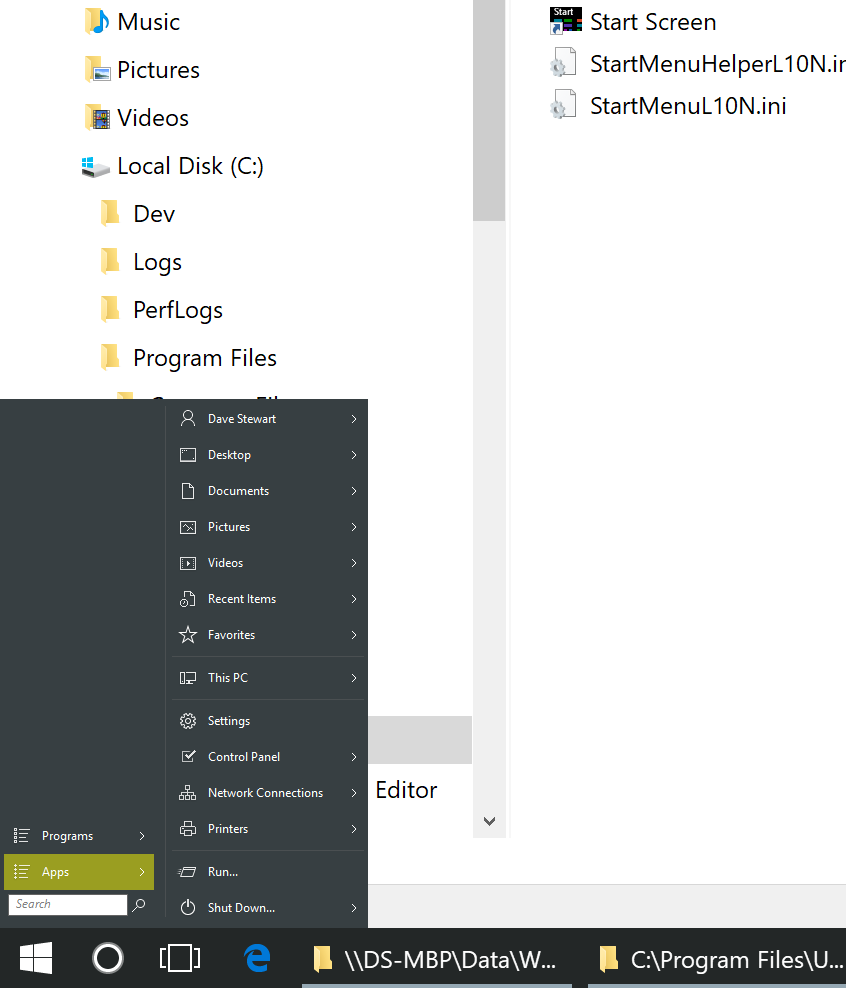 Music
Pictures
Videos
Local Disk (C:)
Dev
Logs
PerfLogs
Program Files
Start
Start Screen
StartMenuHelperL10N.in
StartMenuL10N.ini
Editor
Programs
Apps
Search
Dave Stewart
Desktop
Documents
Pictures
Videos
Recent Items
Favorites
This PC
Settings
Control Panel
Network Connections
Printers
Run...
Shut Down...
\\DS-MBP\Data\W...
C:\Program Files\U...